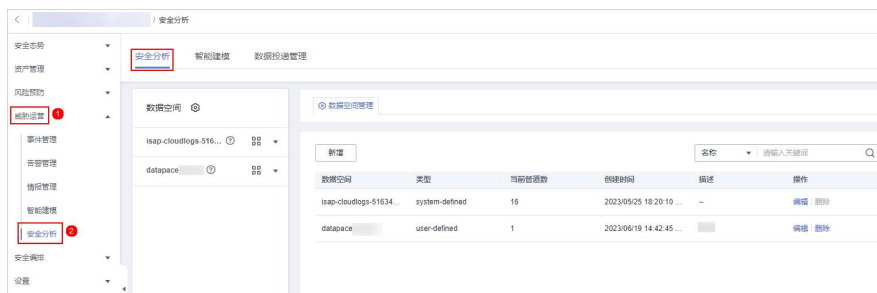 / 安全分析
安全态势
资产管理
风险预防
威胁运营 1
事件管理
告警管理
情报管理
智能建模
安全分析 2
安全编排
设置
安全分析 智能建模 数据投递管理
数据空间
isap-cloudlogs-516...
datapace
数据空间管理
新增 名称 请输入关键词
数据空间 类型 当前管道数 创建时间 描述 操作
isap-cloudlogs-51634... system-defined 16 2023/05/25 18:20:10 ... -- 编辑 删除
datapace user-defined 1 2023/06/19 14:42:45 ... 编辑 删除